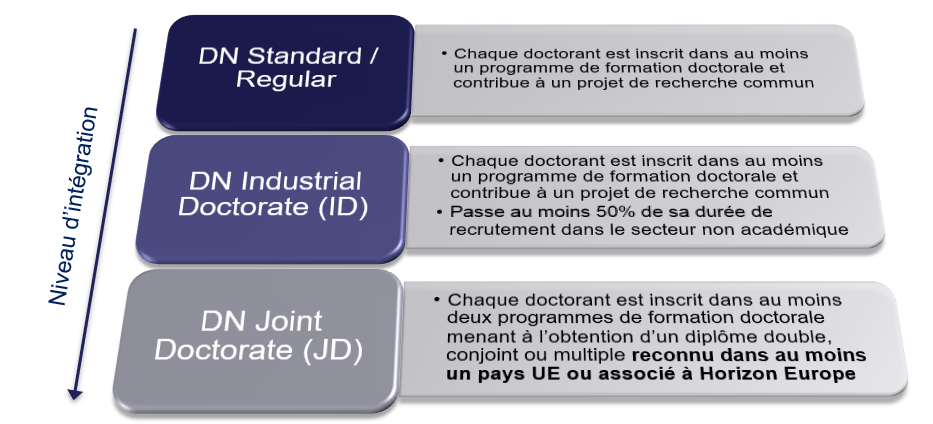 Niveau d'intégration
DN Standard /
Regular
• Chaque doctorant est inscrit dans au moins
un programme de formation doctorale et
contribue à un projet de recherche commun
DN Industrial
Doctorate (ID)
• Chaque doctorant est inscrit dans au moins
un programme de formation doctorale et
contribue à un projet de recherche commun
• Passe au moins 50% de sa durée de
recrutement dans le secteur non académique
DN Joint
Doctorate (JD)
• Chaque doctorant est inscrit dans au moins
deux programmes de formation doctorale
menant à l'obtention d'un diplôme double,
conjoint ou multiple reconnu dans au moins
un pays UE ou associé à Horizon Europe